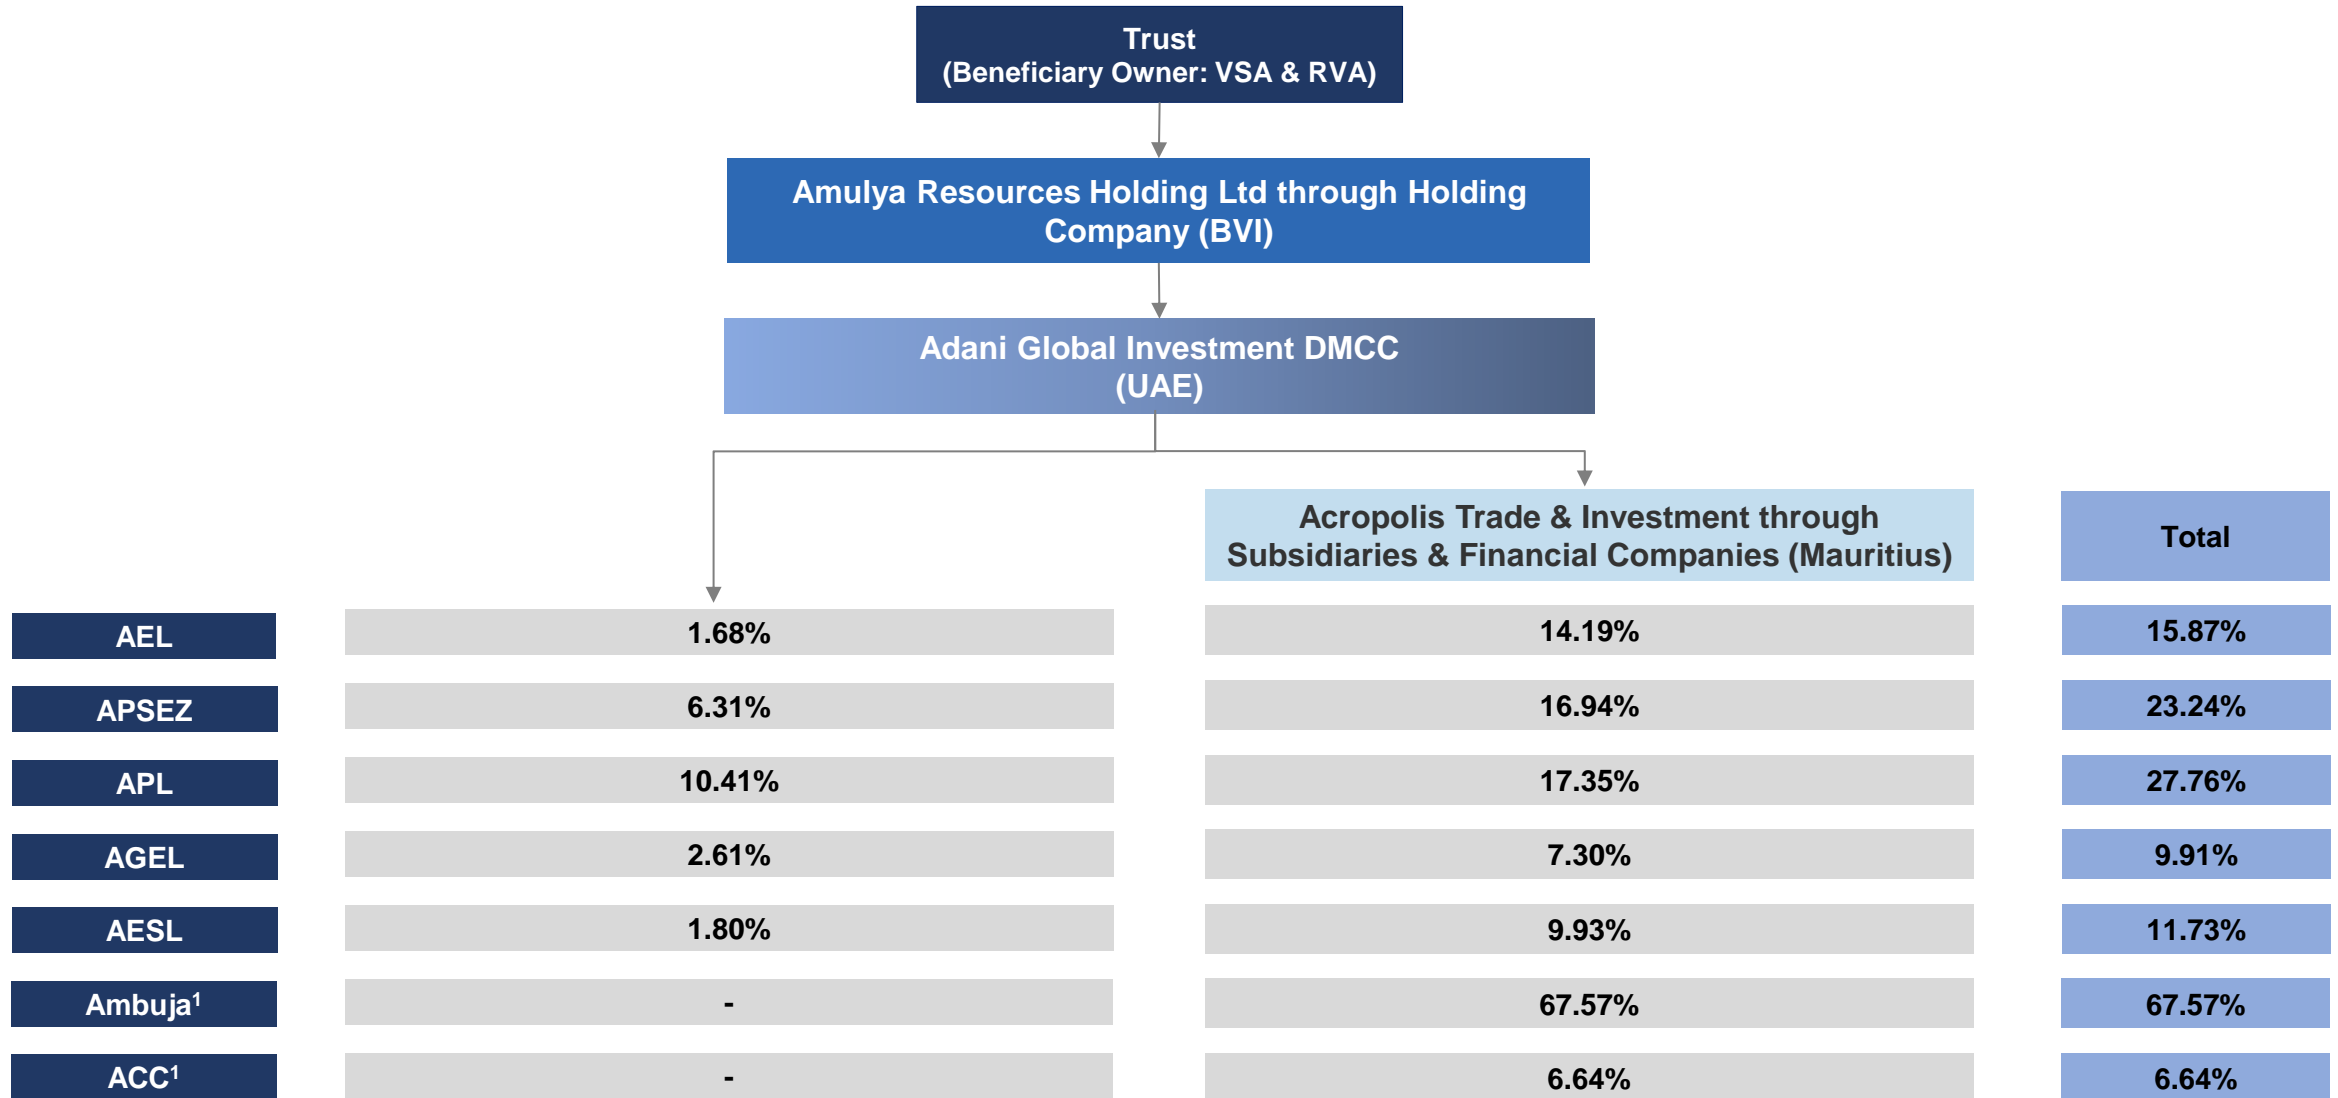 Trust
(Beneficiary Owner: VSA & RVA)
Amulya Resources Holding Ltd through Holding
Company (BVI)
Adani Global Investment DMCC
(UAE)
Acropolis Trade & Investment through
Subsidiaries & Financial Companies (Mauritius)
Total
AEL 1.68% 14.19% 15.87%
APSEZ 6.31% 16.94% 23.24%
APL 10.41% 17.35% 27.76%
AGEL 2.61% 7.30% 9.91%
AESL 1.80% 9.93% 11.73%
Ambuja¹ - 67.57% 67.57%
ACC¹ - 6.64% 6.64%